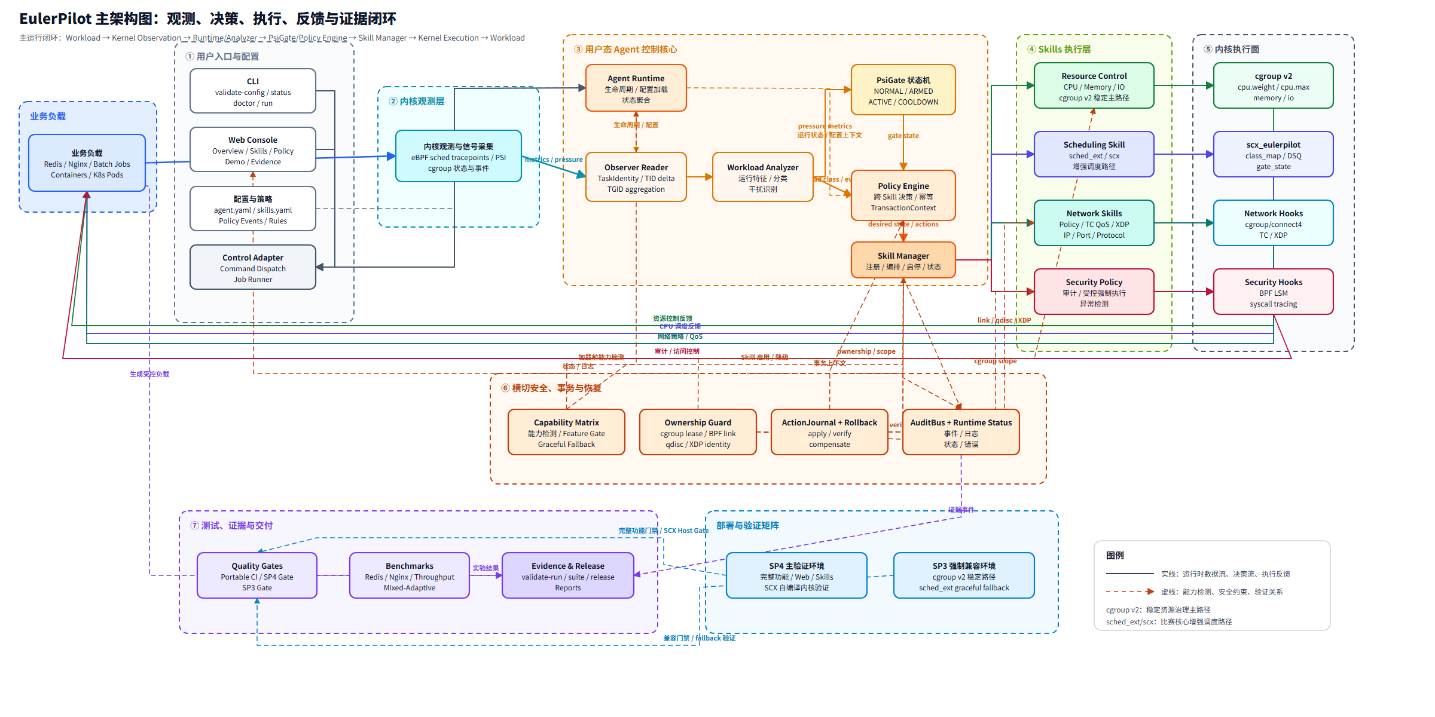 EulerPilot 主架构图：观测、决策、执行、反馈与证据闭环
主运行闭环：Workload → Kernel Observation → Runtime/Analyzer → PsiGate/Policy Engine → Skill Manager → Kernel Execution → Workload
业务负载
业务负载
Redis / Nginx / Batch Jobs
Containers / K8s Pods
① 用户入口与配置
CLI
validate-config / status
doctor / run
Web Console
Overview / Skills / Policy
Demo / Evidence
配置与策略
agent.yaml / skills.yaml
Policy Events / Rules
Control Adapter
Command Dispatch
Job Runner
② 内核观测层
内核观测与信号采集
eBPF sched tracepoints / PSI
cgroup 状态与事件
metrics / pressure
③ 用户态 Agent 控制核心
Agent Runtime
生命周期 / 配置加载
状态聚合
生命周期 / 配置
Observer Reader
TaskIdentity / TID delta
TGID aggregation
Workload Analyzer
运行特征 / 分类
干扰识别
PsiGate 状态机
NORMAL / ARMED
ACTIVE / COOLDOWN
pressure metrics
运行状态 / 配置上下文
gate state
Policy Engine
跨 Skill 决策 / 幂等
TransactionContext
desired state / actions
Skill Manager
注册 / 编排 / 启停 / 状态
④ Skills 执行层
Resource Control
CPU / Memory / IO
cgroup v2 稳定主路径
Scheduling Skill
sched_ext / scx
增强调度路径
Network Skills
Policy / TC QoS / XDP
IP / Port / Protocol
Security Policy
审计 / 受控强制执行
异常检测
⑤ 内核执行面
cgroup v2
cpu.weight / cpu.max
memory / io
scx_eulerpilot
class_map / DSQ
gate_state
Network Hooks
cgroup/connect4
TC / XDP
Security Hooks
BPF LSM
syscall tracing
资源控制反馈
CPU 调度反馈
网络策略 / QoS
审计 / 访问控制
link / qdisc / XDP
加载前能力检测
状态 / 日志
Skill 启用 / 降级
ownership / scope
事务上下文
cgroup scope
生成受控负载
⑥ 横切安全、事务与恢复
Capability Matrix
能力检测 / Feature Gate
Graceful Fallback
Ownership Guard
cgroup lease / BPF link
qdisc / XDP identity
ActionJournal + Rollback
apply / verify
compensate
AuditBus + Runtime Status
事件 / 日志
状态 / 错误
证据事件
⑦ 测试、证据与交付
Quality Gates
Portable CI / SP4 Gate
SP3 Gate
Benchmarks
Redis / Nginx / Throughput
Mixed-Adaptive
实验结果
Evidence & Release
validate-run / suite / release
Reports
完整功能门禁 / SCX Host Gate
部署与验证矩阵
SP4 主验证环境
完整功能 / Web / Skills
SCX 自编译内核验证
SP3 强制兼容环境
cgroup v2 稳定路径
sched_ext graceful fallback
兼容门禁 / fallback 验证
图例
实线：运行时数据流、决策流、执行反馈
虚线：能力检测、安全约束、验证关系
cgroup v2：稳定资源治理主路径
sched_ext/scx：比赛核心增强调度路径